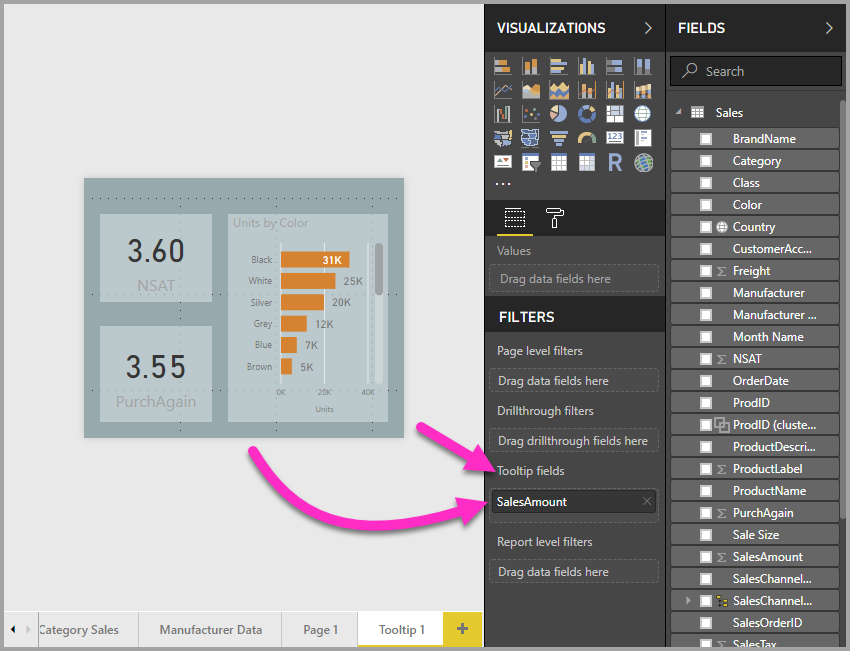 VISUALIZATIONS
123
R
...
Values
Drag data fields here
FILTERS
Page level filters
Drag data fields here
Drillthrough filters
Drag drillthrough fields here
Tooltip fields
SalesAmount
Report level filters
Drag data fields here
FIELDS
Search
Sales
BrandName
Category
Class
Color
Country
CustomerAcc...
Σ Freight
Manufacturer
Manufacturer ...
Month Name
Σ NSAT
OrderDate
ProdID
ProdID (cluste...
ProductDescri...
Σ ProductLabel
ProductName
Σ PurchAgain
Sale Size
Σ SalesAmount
SalesChannel...
SalesChannel...
SalesOrderID
Σ SalesTax
3.60
NSAT
3.55
PurchAgain
Units by Color
Black 31K
White 25K
Silver 20K
Grey 12K
Blue 7K
Brown 5K
0K 20K 40K
Units
Category Sales
Manufacturer Data
Page 1
Tooltip 1
+